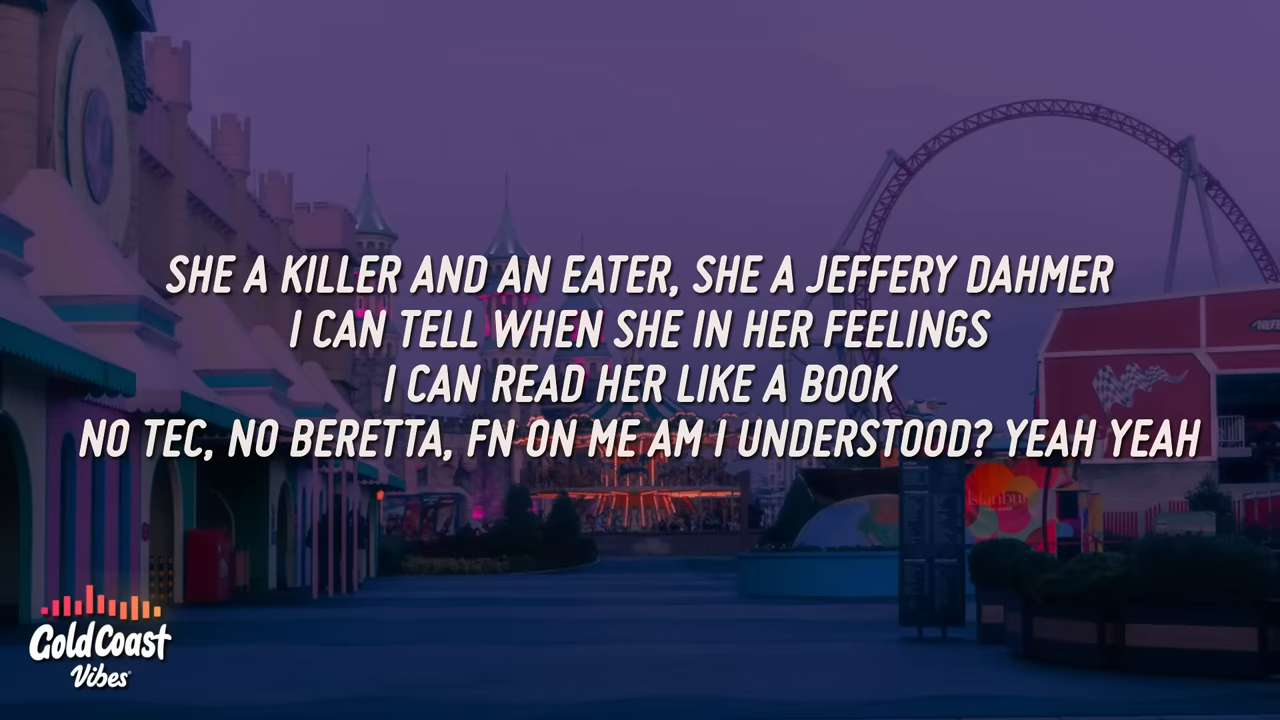 SHE A KILLER AND AN EATER, SHE A JEFFERY DAHMER
I CAN TELL WHEN SHE IN HER FEELINGS
I CAN READ HER LIKE A BOOK
NO TEC, NO BERETTA, FN ON ME AM I UNDERSTOOD? YEAH YEAH
Istanbul
Gold Coast
Vibes